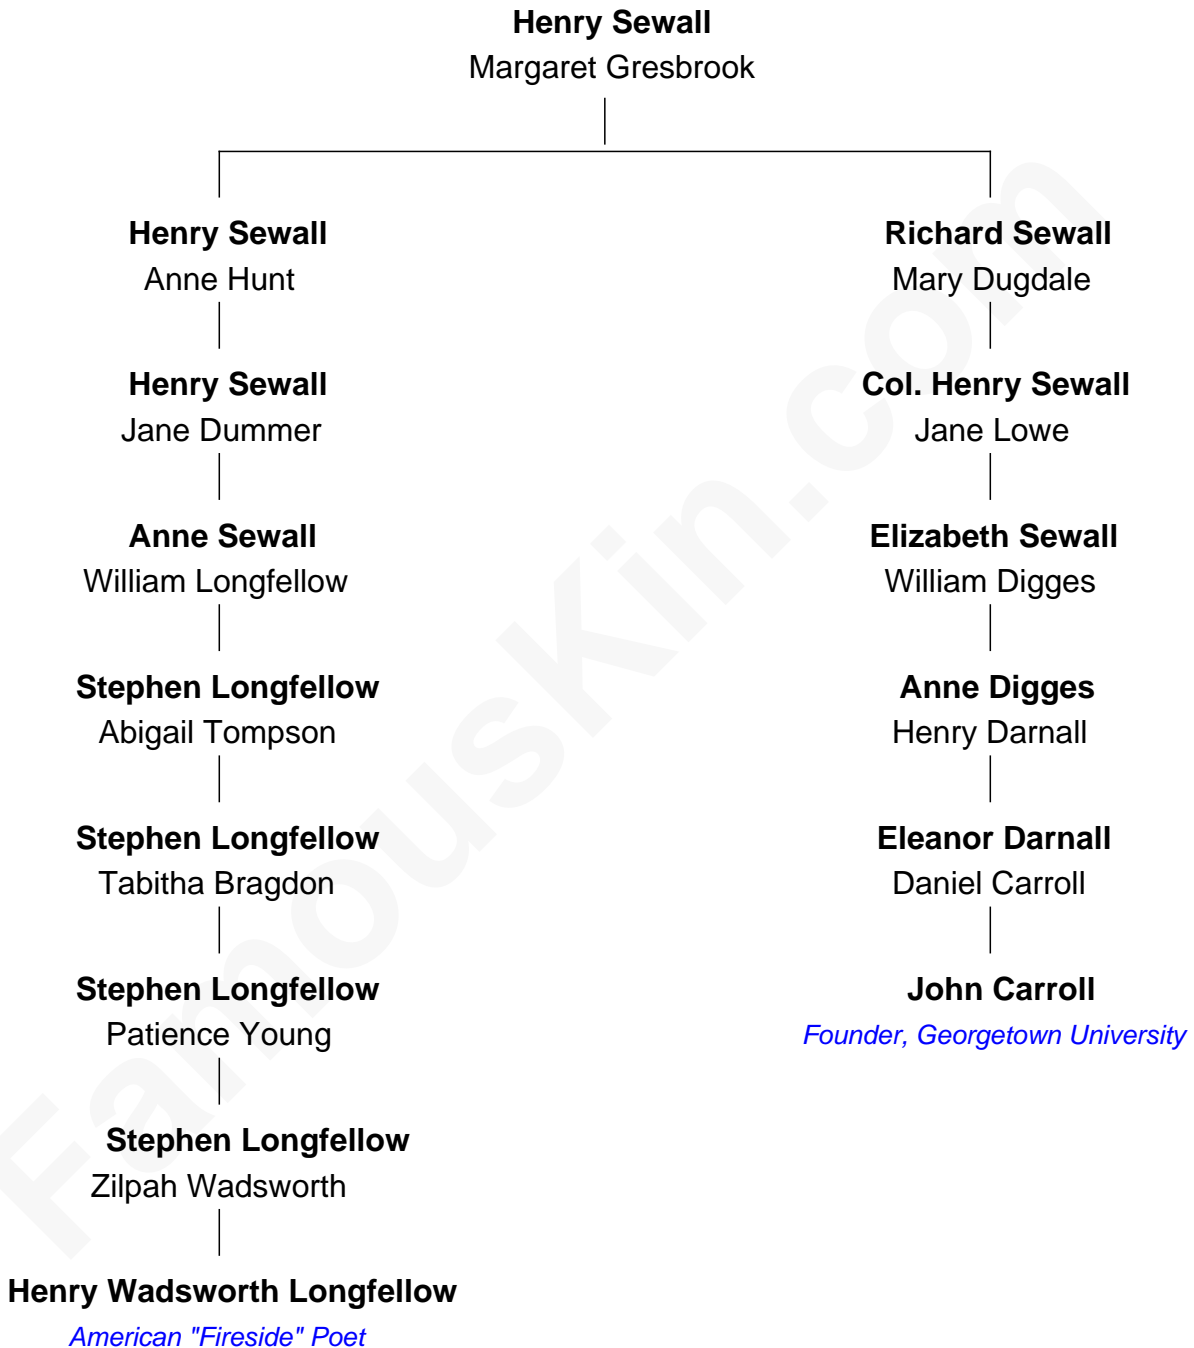 Henry Sewall
Margaret Gresbrook
Henry Sewall
Anne Hunt
Richard Sewall
Mary Dugdale
Henry Sewall
Jane Dummer
Col. Henry Sewall
Jane Lowe
Anne Sewall
William Longfellow
Elizabeth Sewall
William Digges
Stephen Longfellow
Abigail Tompson
Anne Digges
Henry Darnall
Stephen Longfellow
Tabitha Bragdon
Eleanor Darnall
Daniel Carroll
Stephen Longfellow
Patience Young
John Carroll
Founder, Georgetown University
Stephen Longfellow
Zilpah Wadsworth
Henry Wadsworth Longfellow
American "Fireside" Poet
FamousKin.com